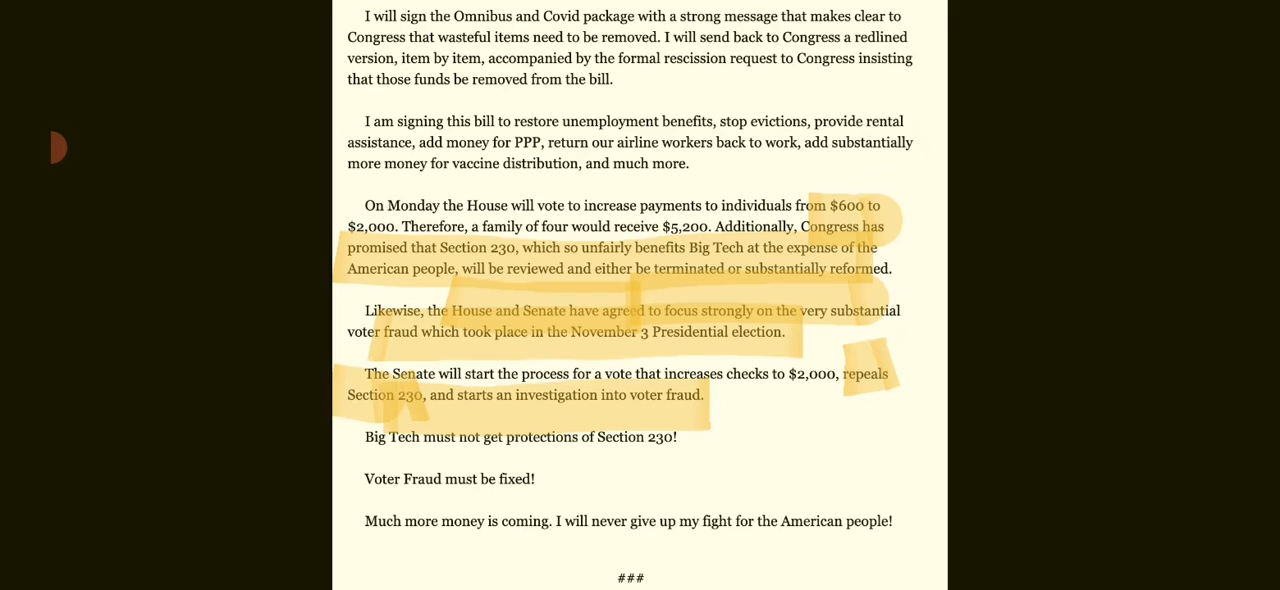 I will sign the Omnibus and Covid package with a strong message that makes clear to
Congress that wasteful items need to be removed. I will send back to Congress a redlined
version, item by item, accompanied by the formal rescission request to Congress insisting
that those funds be removed from the bill.
I am signing this bill to restore unemployment benefits, stop evictions, provide rental
assistance, add money for PPP, return our airline workers back to work, add substantially
more money for vaccine distribution, and much more.
On Monday the House will vote to increase payments to individuals from $600 to
$2,000. Therefore, a family of four would receive $5,200. Additionally, Congress has
promised that Section 230, which so unfairly benefits Big Tech at the expense of the
American people, will be reviewed and either be terminated or substantially reformed.
Likewise, the House and Senate have agreed to focus strongly on the very substantial
voter fraud which took place in the November 3 Presidential election.
The Senate will start the process for a vote that increases checks to $2,000, repeals
Section 230, and starts an investigation into voter fraud.
Big Tech must not get protections of Section 230!
Voter Fraud must be fixed!
Much more money is coming. I will never give up my fight for the American people!
###